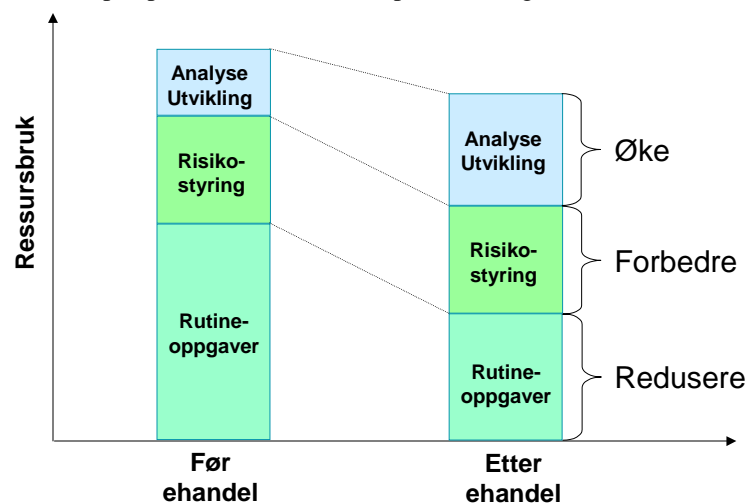 Ressursbruk
Analyse
Utvikling
Risiko-
styring
Rutine-
oppgaver
Analyse
Utvikling
Risiko-
styring
Rutine-
oppgaver
Øke
Forbedre
Redusere
Før
ehandel
Etter
ehandel